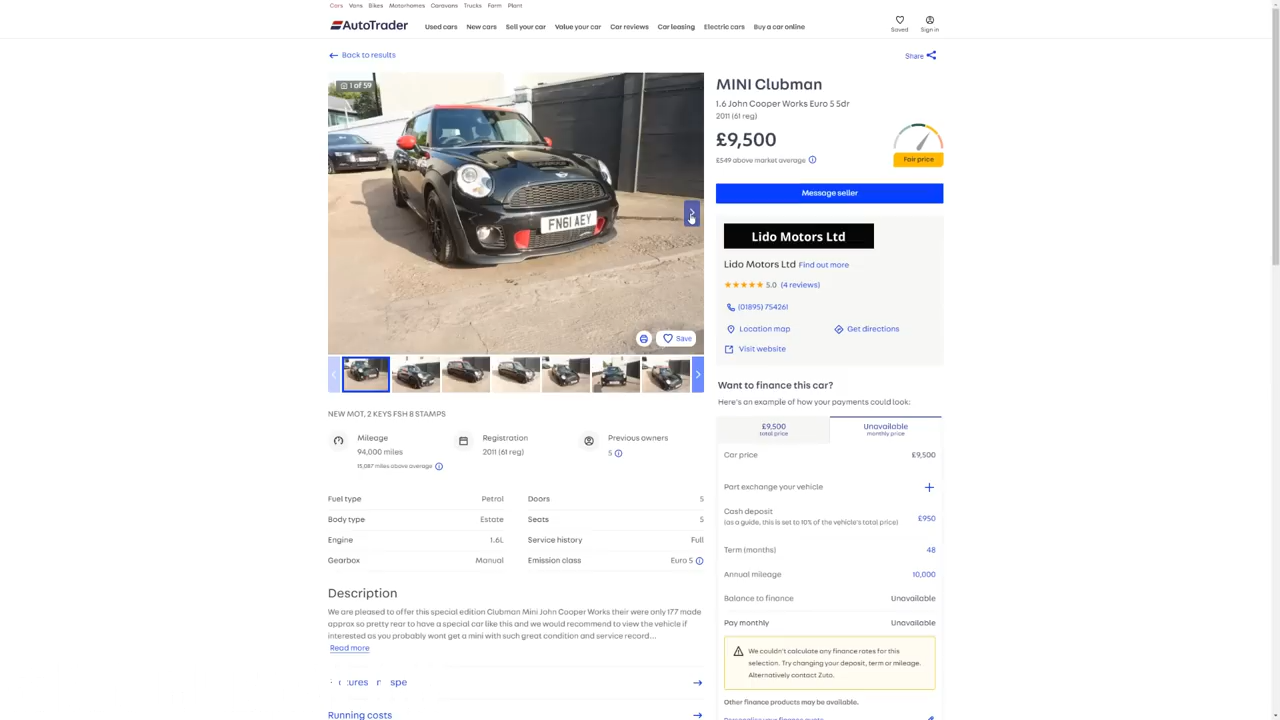 Cars Vans Bikes Motorhomes Caravans Trucks Farm Plant
AutoTrader Used cars New cars Sell your car Value your car Car reviews Car leasing Electric cars Buy a car online Saved Sign in
Back to results
Share
1 of 59
FN61 AEY
Save
MINI Clubman
1.6 John Cooper Works Euro 5 5dr
2011 (61 reg)
£9,500
£549 above market average
Fair price
Message seller
Lido Motors Ltd
Lido Motors Ltd Find out more
5.0 (4 reviews)
(01895) 754261
Location map Get directions
Visit website
NEW MOT, 2 KEYS FSH 8 STAMPS
Mileage
94,000 miles
15,087 miles above average
Registration
2011 (61 reg)
Previous owners
5
Fuel type Petrol
Body type Estate
Engine 1.6L
Gearbox Manual
Doors 5
Seats 5
Service history Full
Emission class Euro 5
Description
We are pleased to offer this special edition Clubman Mini John Cooper Works their were only 177 made
approx so pretty rear to have a special car like this and we would recommend to view the vehicle if
interested as you probably wont get a mini with such great condition and service record...
Read more
Running costs
Want to finance this car?
Here's an example of how your payments could look:
£9,500
total price
Unavailable
monthly price
Car price £9,500
Part exchange your vehicle
Cash deposit
(as a guide, this is set to 10% of the vehicle's total price) £950
Term (months) 48
Annual mileage 10,000
Balance to finance Unavailable
Pay monthly Unavailable
We couldn't calculate any finance rates for this
selection. Try changing your deposit, term or mileage.
Alternatively contact Zuto.
Other finance products may be available.
Personalise your finance quote